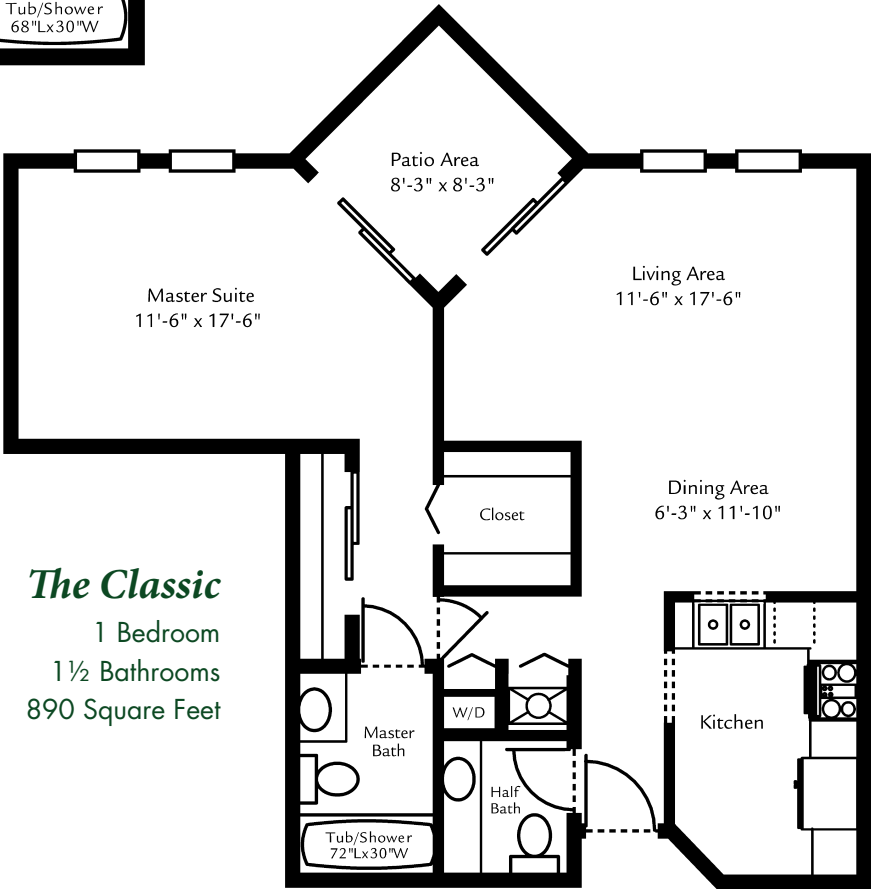 Tub/Shower
68"Lx30"W
Patio Area
8'-3" x 8'-3"
Living Area
11'-6" x 17'-6"
Master Suite
11'-6" x 17'-6"
Dining Area
6'-3" x 11'-10"
Closet
The Classic
1 Bedroom
1½ Bathrooms
890 Square Feet
W/D
Kitchen
Master
Bath
Half
Bath
Tub/Shower
72"Lx30"W